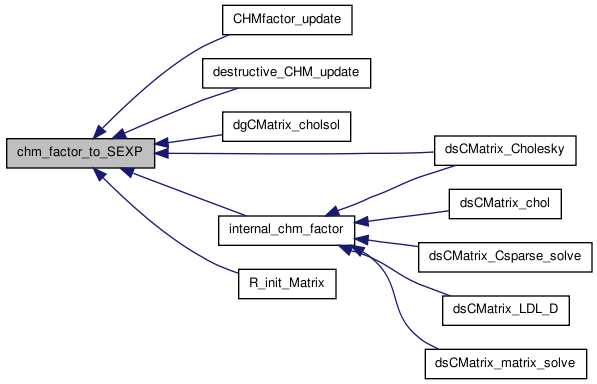 CHMfactor_update
destructive_CHM_update
dgCMatrix_cholsol
chm_factor_to_SEXP
dsCMatrix_Cholesky
dsCMatrix_chol
internal_chm_factor
dsCMatrix_Csparse_solve
R_init_Matrix
dsCMatrix_LDL_D
dsCMatrix_matrix_solve